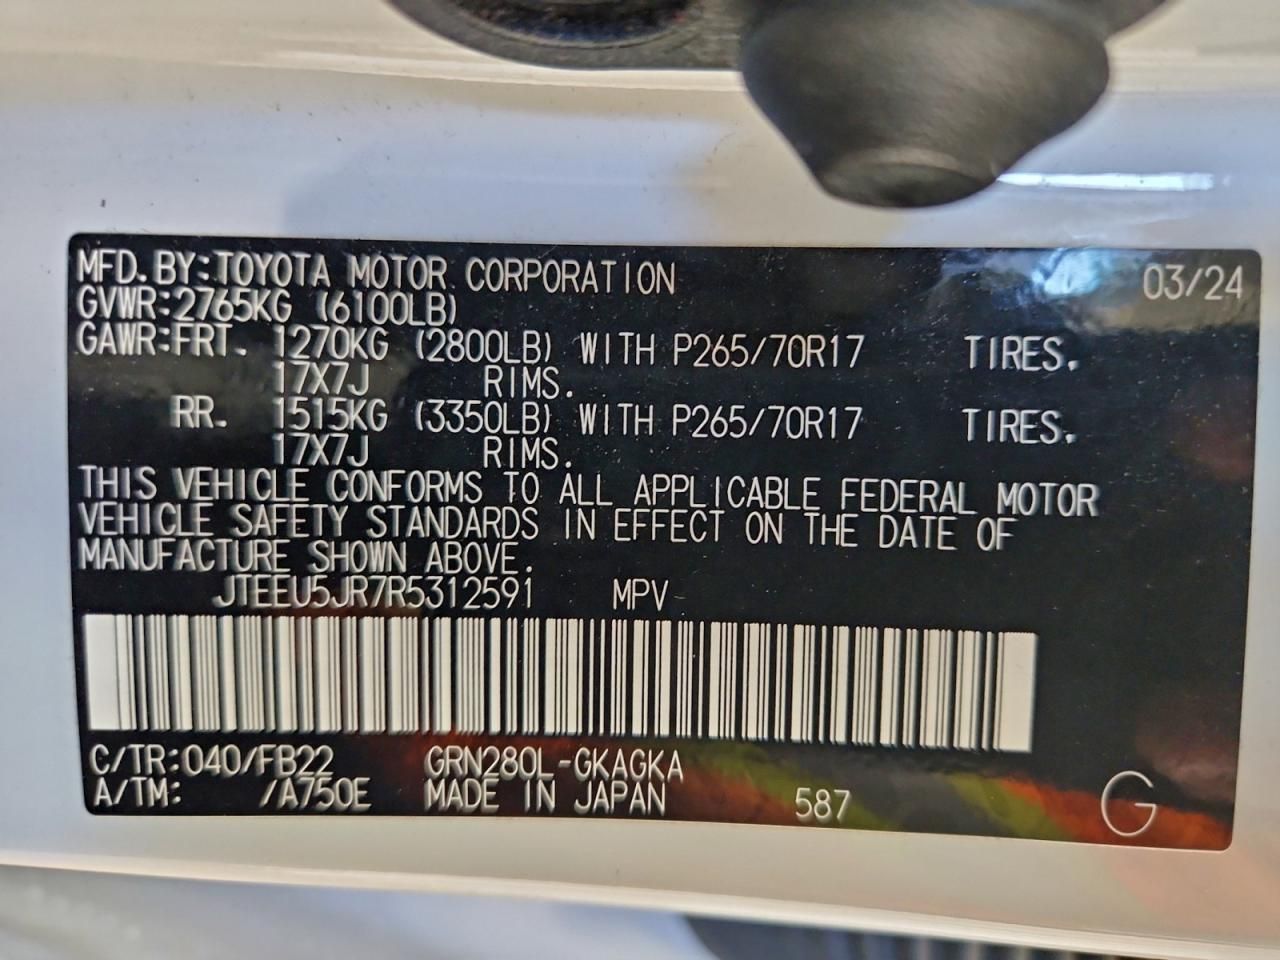 MFD. BY:TOYOTA MOTOR CORPORATION 03/24
GVWR:2765KG (6100LB)
GAWR:FRT. 1270KG (2800LB) WITH P265/70R17 TIRES.
17X7J RIMS.
RR. 1515KG (3350LB) WITH P265/70R17 TIRES.
17X7J RIMS.
THIS VEHICLE CONFORMS TO ALL APPLICABLE FEDERAL MOTOR
VEHICLE SAFETY STANDARDS IN EFFECT ON THE DATE OF
MANUFACTURE SHOWN ABOVE.
JTEEU5JR7R5312591 MPV
C/TR:040/FB22 GRN280L-GKAGKA
A/TM: /A750E MADE IN JAPAN 587 G